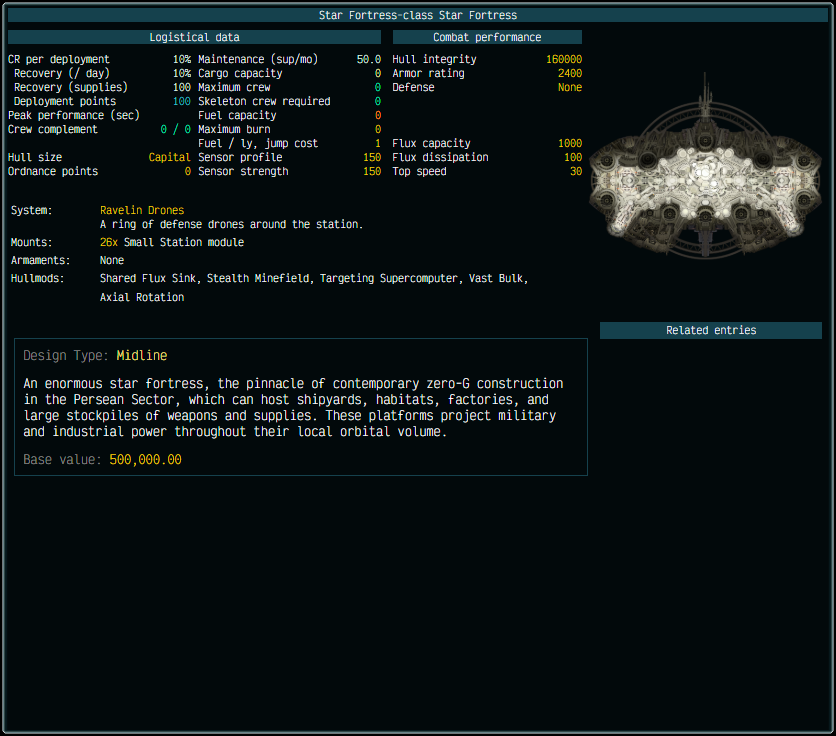 Star Fortress-class Star Fortress
Logistical data
Combat performance
CR per deployment 10% Maintenance (sup/mo) 50.0 Hull integrity 160000
Recovery (/ day) 10% Cargo capacity 0 Armor rating 2400
Recovery (supplies) 100 Maximum crew 0 Defense None
Deployment points 100 Skeleton crew required 0
Peak performance (sec) Fuel capacity 0
Crew complement 0 / 0 Maximum burn 0
Fuel / ly, jump cost 1 Flux capacity 1000
Hull size Capital Sensor profile 150 Flux dissipation 100
Ordnance points 0 Sensor strength 150 Top speed 30
System: Ravelin Drones
A ring of defense drones around the station.
Mounts: 26x Small Station module
Armaments: None
Hullmods: Shared Flux Sink, Stealth Minefield, Targeting Supercomputer, Vast Bulk,
Axial Rotation
Related entries
Design Type: Midline
An enormous star fortress, the pinnacle of contemporary zero-G construction
in the Persean Sector, which can host shipyards, habitats, factories, and
large stockpiles of weapons and supplies. These platforms project military
and industrial power throughout their local orbital volume.
Base value: 500,000.00